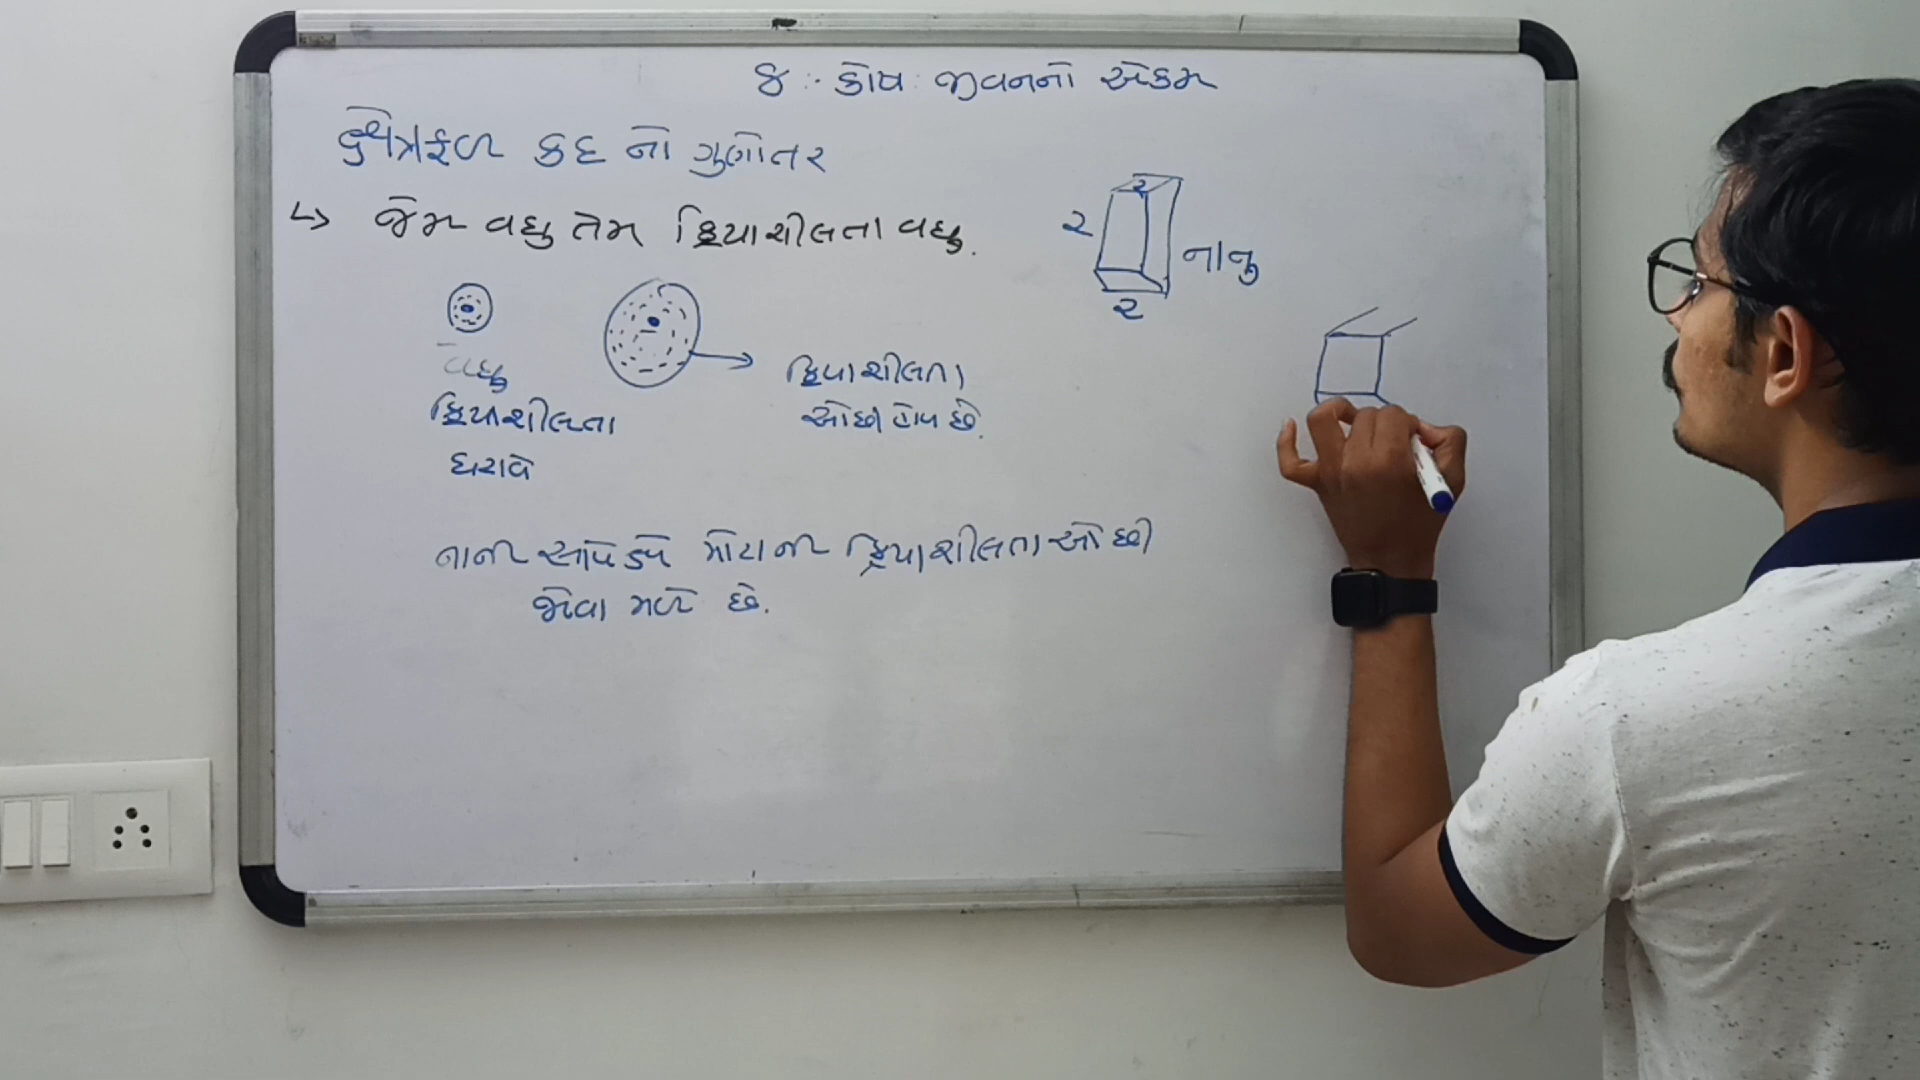 ૪ :- કોષ : જીવનનો એકમ
ક્ષેત્રફળ કદ નો ગુણોતર
↳ જેમ વધુ તેમ ક્રિયાશીલતા વધુ.
૨
૨
નાનુ
૨
વધુ
ક્રિયાશીલતા
ધરાવે
ક્રિયાશીલતા
ઓછી હોય છે.
નાની સાપેક્ષે મોટાની ક્રિયાશીલતા ઓછી
જોવા મળે છે.